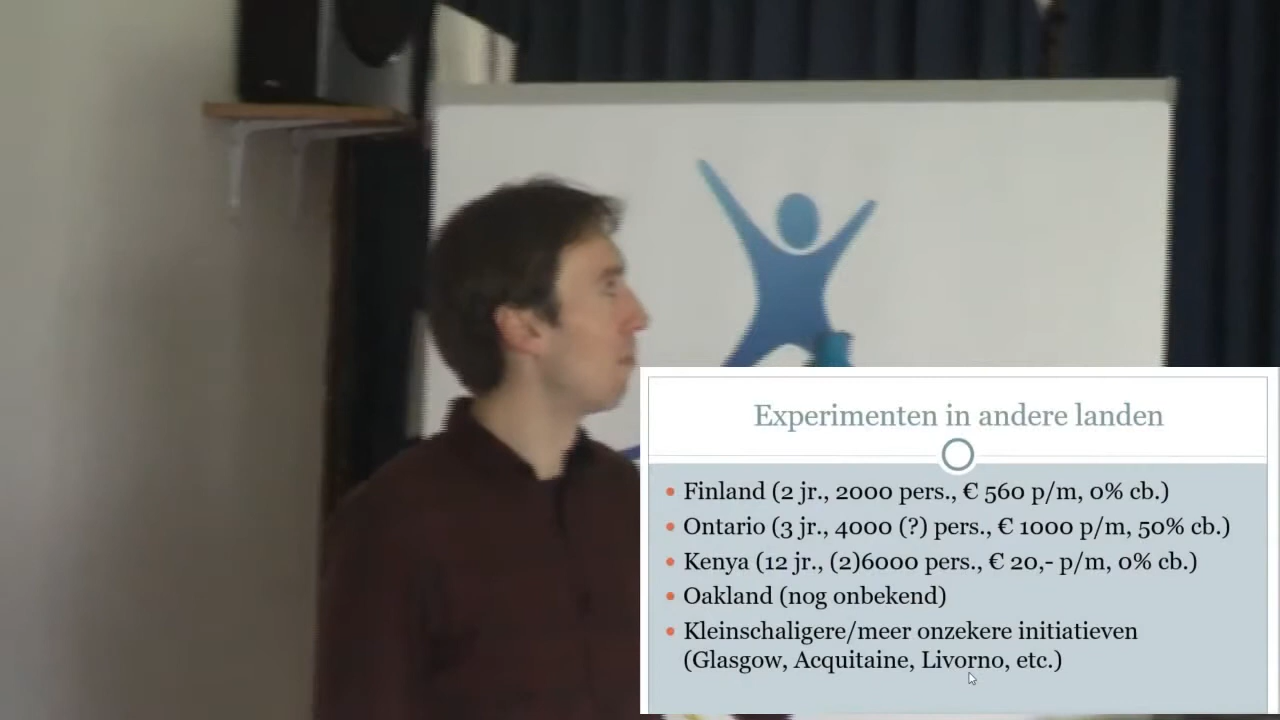 Experimenten in andere landen
Finland (2 jr., 2000 pers., € 560 p/m, 0% cb.)
Ontario (3 jr., 4000 (?) pers., € 1000 p/m, 50% cb.)
Kenya (12 jr., (2)6000 pers., € 20,- p/m, 0% cb.)
Oakland (nog onbekend)
Kleinschaligere/meer onzekere initiatieven
(Glasgow, Acquitaine, Livorno, etc.)